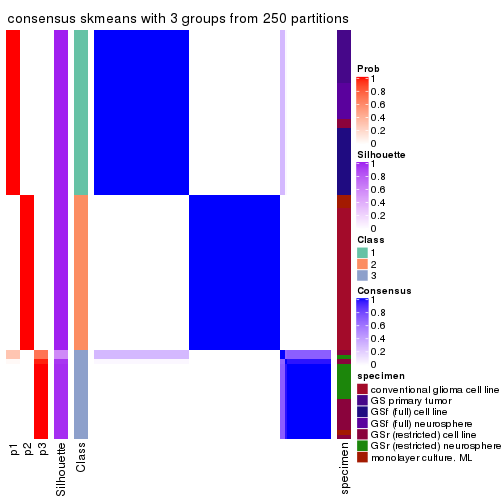 consensus skmeans with 3 groups from 250 partitions
Prob
1
0.8
0.6
0.4
0.2
0
Silhouette
1
0.8
0.6
0.4
0.2
0
Class
1
2
3
Consensus
1
0.8
0.6
0.4
0.2
0
specimen
conventional glioma cell line
GS primary tumor
GSf (full) cell line
GSf (full) neurosphere
GSr (restricted) cell line
GSr (restricted) neurosphere
monolayer culture. ML
p1
p2
p3
Silhouette
Class
specimen